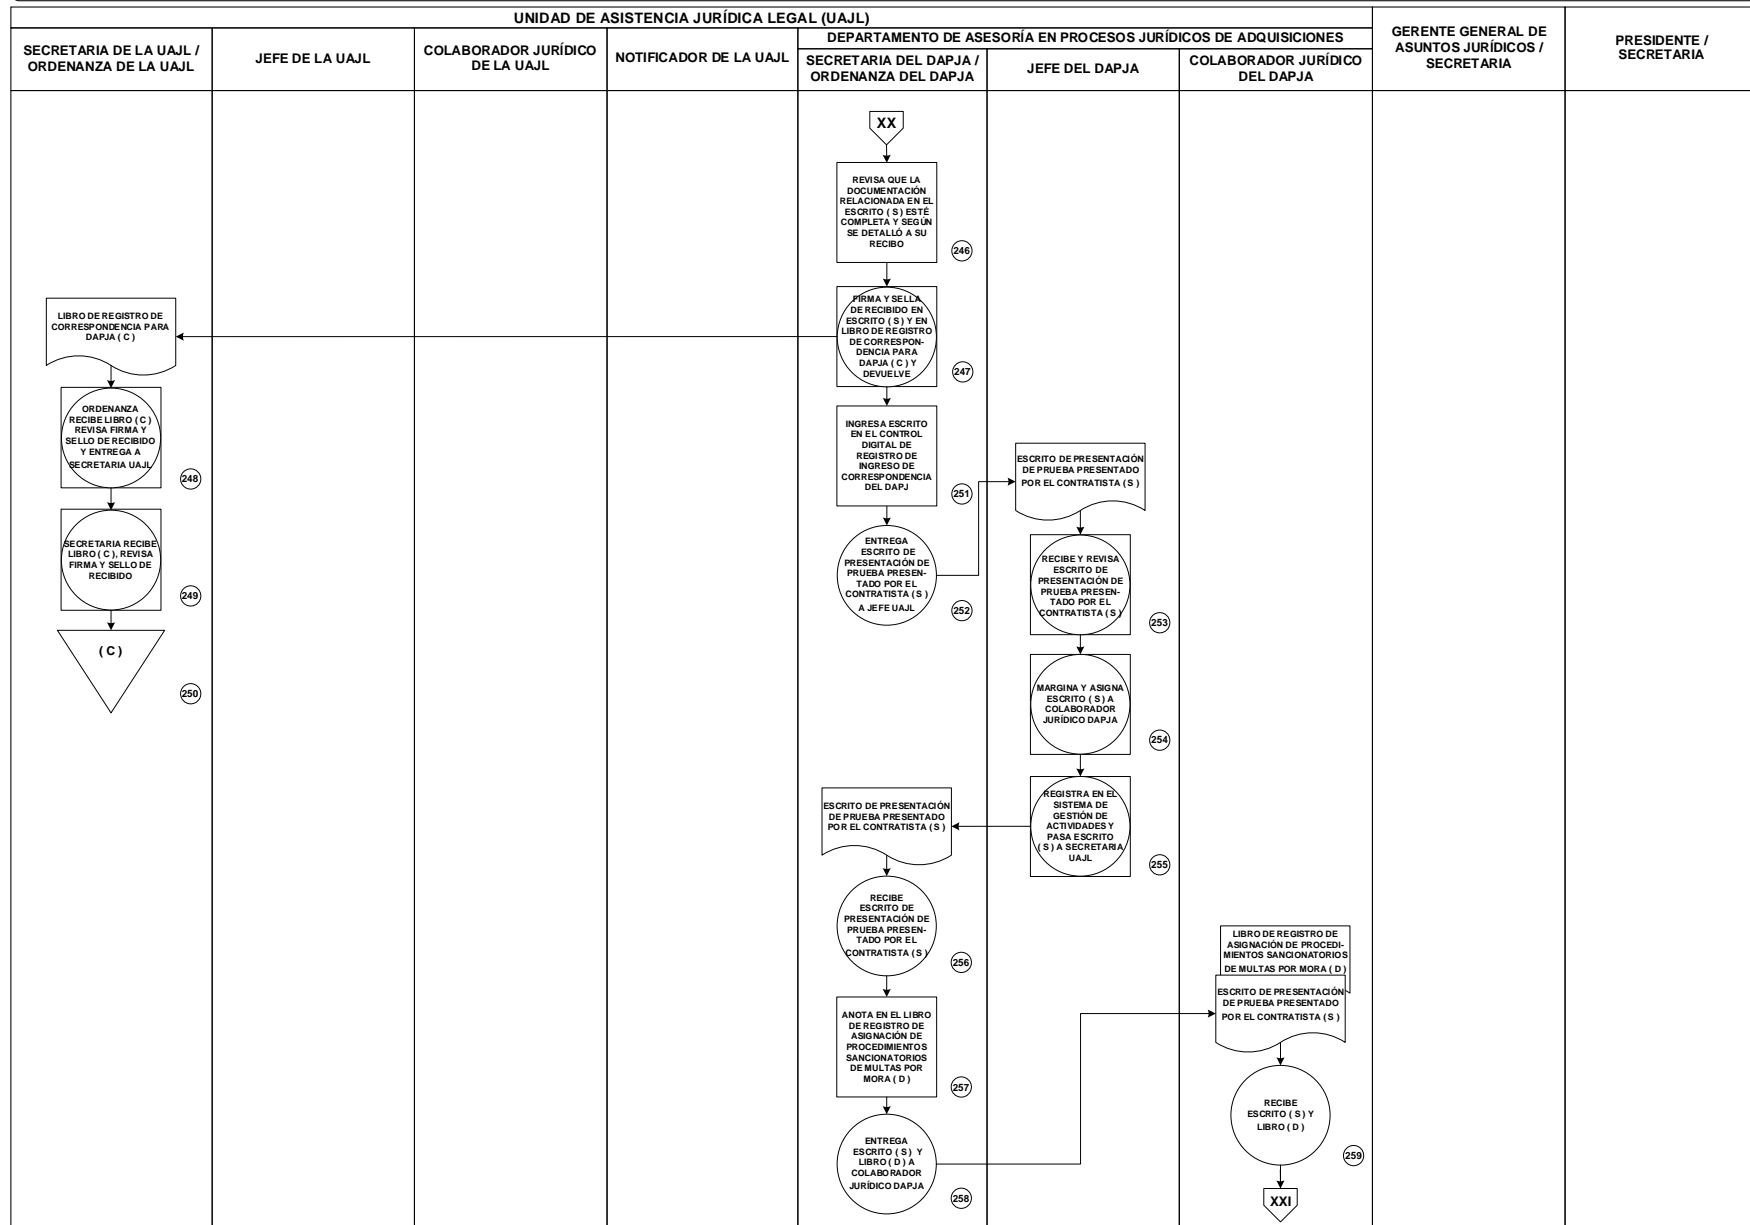 UNIDAD DE ASISTENCIA JURÍDICA LEGAL (UAJL)
SECRETARIA DE LA UAJL /
ORDENANZA DE LA UAJL
JEFE DE LA UAJL
COLABORADOR JURÍDICO
DE LA UAJL
NOTIFICADOR DE LA UAJL
DEPARTAMENTO DE ASESORÍA EN PROCESOS JURÍDICOS DE ADQUISICIONES
SECRETARIA DEL DAPJA /
ORDENANZA DEL DAPJA
JEFE DEL DAPJA
COLABORADOR JURÍDICO
DEL DAPJA
GERENTE GENERAL DE
ASUNTOS JURÍDICOS /
SECRETARIA
PRESIDENTE /
SECRETARIA
XX
REVISA QUE LA
DOCUMENTACIÓN
RELACIONADA EN EL
ESCRITO ( S ) ESTÉ
COMPLETA Y SEGÚN
SE DETALLÓ A SU
RECIBO
246
FIRMA Y SELLA
DE RECIBIDO EN
ESCRITO ( S ) Y EN
LIBRO DE REGISTRO
DE CORRESPON-
DENCIA PARA
DAPJA ( C ) Y
DEVUELVE
247
LIBRO DE REGISTRO DE
CORRESPONDENCIA PARA
DAPJA ( C )
ORDENANZA
RECIBE LIBRO ( C )
REVISA FIRMA Y
SELLO DE RECIBIDO
Y ENTREGA A
SECRETARIA UAJL
248
SECRETARIA RECIBE
LIBRO ( C ), REVISA
FIRMA Y SELLO DE
RECIBIDO
249
( C )
250
INGRESA ESCRITO
EN EL CONTROL
DIGITAL DE
REGISTRO DE
INGRESO DE
CORRESPONDENCIA
DEL DAPJ
251
ENTREGA
ESCRITO DE
PRESENTACIÓN DE
PRUEBA PRESEN-
TADO POR EL
CONTRATISTA ( S )
A JEFE UAJL
252
ESCRITO DE PRESENTACIÓN
DE PRUEBA PRESENTADO
POR EL CONTRATISTA ( S )
RECIBE Y REVISA
ESCRITO DE
PRESENTACIÓN DE
PRUEBA PRESEN-
TADO POR EL
CONTRATISTA ( S )
253
MARGINA Y ASIGNA
ESCRITO ( S ) A
COLABORADOR
JURÍDICO DAPJA
254
REGISTRA EN EL
SISTEMA DE
GESTIÓN DE
ACTIVIDADES Y
PASA ESCRITO
( S ) A SECRETARIA
UAJL
255
ESCRITO DE PRESENTACIÓN
DE PRUEBA PRESENTADO
POR EL CONTRATISTA ( S )
RECIBE
ESCRITO DE
PRESENTACIÓN DE
PRUEBA PRESEN-
TADO POR EL
CONTRATISTA ( S )
256
ANOTA EN EL LIBRO
DE REGISTRO DE
ASIGNACIÓN DE
PROCEDIMIENTOS
SANCIONATORIOS
DE MULTAS POR
MORA ( D )
257
ENTREGA
ESCRITO ( S ) Y
LIBRO ( D ) A
COLABORADOR
JURÍDICO DAPJA
258
LIBRO DE REGISTRO DE
ASIGNACIÓN DE PROCEDI-
MIENTOS SANCIONATORIOS
DE MULTAS POR MORA ( D )
ESCRITO DE PRESENTACIÓN
DE PRUEBA PRESENTADO
POR EL CONTRATISTA ( S )
RECIBE
ESCRITO ( S ) Y
LIBRO ( D )
259
XXI